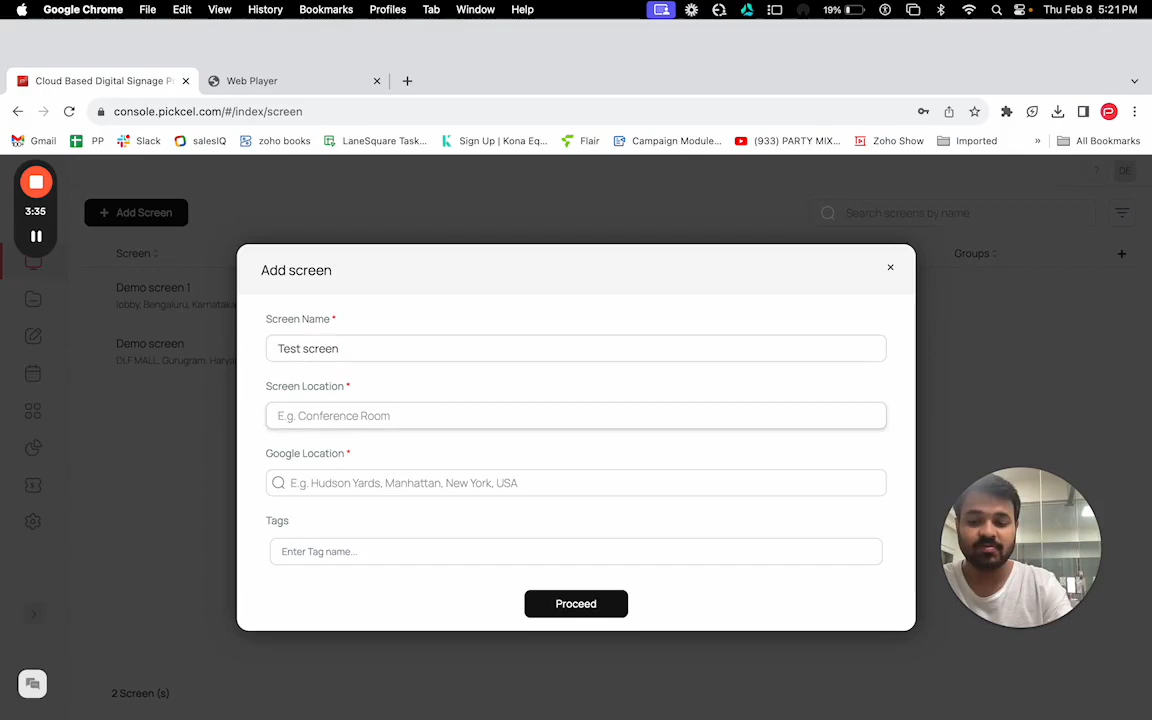 Google Chrome File Edit View History Bookmarks Profiles Tab Window Help 19% Thu Feb 8 5:21 PM
Cloud Based Digital Signage P Web Player
console.pickcel.com/#/index/screen
Gmail PP Slack salesIQ zoho books LaneSquare Task... Sign Up | Kona Eq... Flair Campaign Module... (933) PARTY MIX... Zoho Show Imported » All Bookmarks
? DE
3:35
+ Add Screen Search screens by name
Screen Groups +
Demo screen 1
lobby, Bengaluru, Karnataka
Demo screen
DLF MALL, Gurugram, Harya
Add screen
Screen Name *
Test screen
Screen Location *
E.g. Conference Room
Google Location *
E.g. Hudson Yards, Manhattan, New York, USA
Tags
Enter Tag name...
Proceed
2 Screen (s)